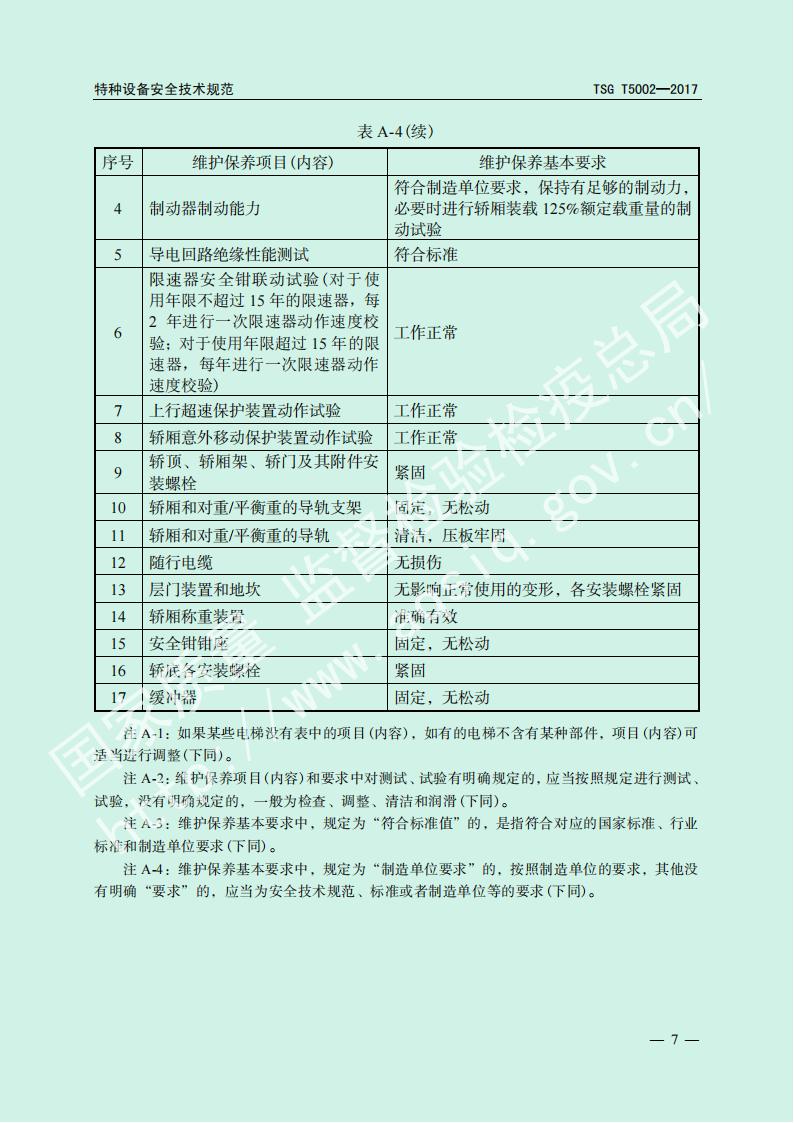 特种设备安全技术规范 TSG T5002—2017
表 A-4(续)
序号 维护保养项目(内容) 维护保养基本要求
4 制动器制动能力 符合制造单位要求，保持有足够的制动力，
必要时进行轿厢装载 125%额定载重量的制
动试验
5 导电回路绝缘性能测试 符合标准
6 限速器安全钳联动试验(对于使
用年限不超过 15 年的限速器，每
2 年进行一次限速器动作速度校
验；对于使用年限超过 15 年的限
速器，每年进行一次限速器动作
速度校验) 工作正常
7 上行超速保护装置动作试验 工作正常
8 轿厢意外移动保护装置动作试验 工作正常
9 轿顶、轿厢架、轿门及其附件安
装螺栓 紧固
10 轿厢和对重/平衡重的导轨支架 固定，无松动
11 轿厢和对重/平衡重的导轨 清洁，压板牢固
12 随行电缆 无损伤
13 层门装置和地坎 无影响正常使用的变形，各安装螺栓紧固
14 轿厢称重装置 准确有效
15 安全钳钳座 固定，无松动
16 轿底各安装螺栓 紧固
17 缓冲器 固定，无松动
注 A-1：如果某些电梯没有表中的项目(内容)，如有的电梯不含有某种部件，项目(内容)可
适当进行调整(下同)。
注 A-2：维护保养项目(内容)和要求中对测试、试验有明确规定的，应当按照规定进行测试、
试验，没有明确规定的，一般为检查、调整、清洁和润滑(下同)。
注 A-3：维护保养基本要求中，规定为“符合标准值”的，是指符合对应的国家标准、行业
标准和制造单位要求(下同)。
注 A-4：维护保养基本要求中，规定为“制造单位要求”的，按照制造单位的要求，其他没
有明确“要求”的，应当为安全技术规范、标准或者制造单位等的要求(下同)。
— 7 —
国家质量监督检验检疫总局
http://www.aqsiq.gov.cn/